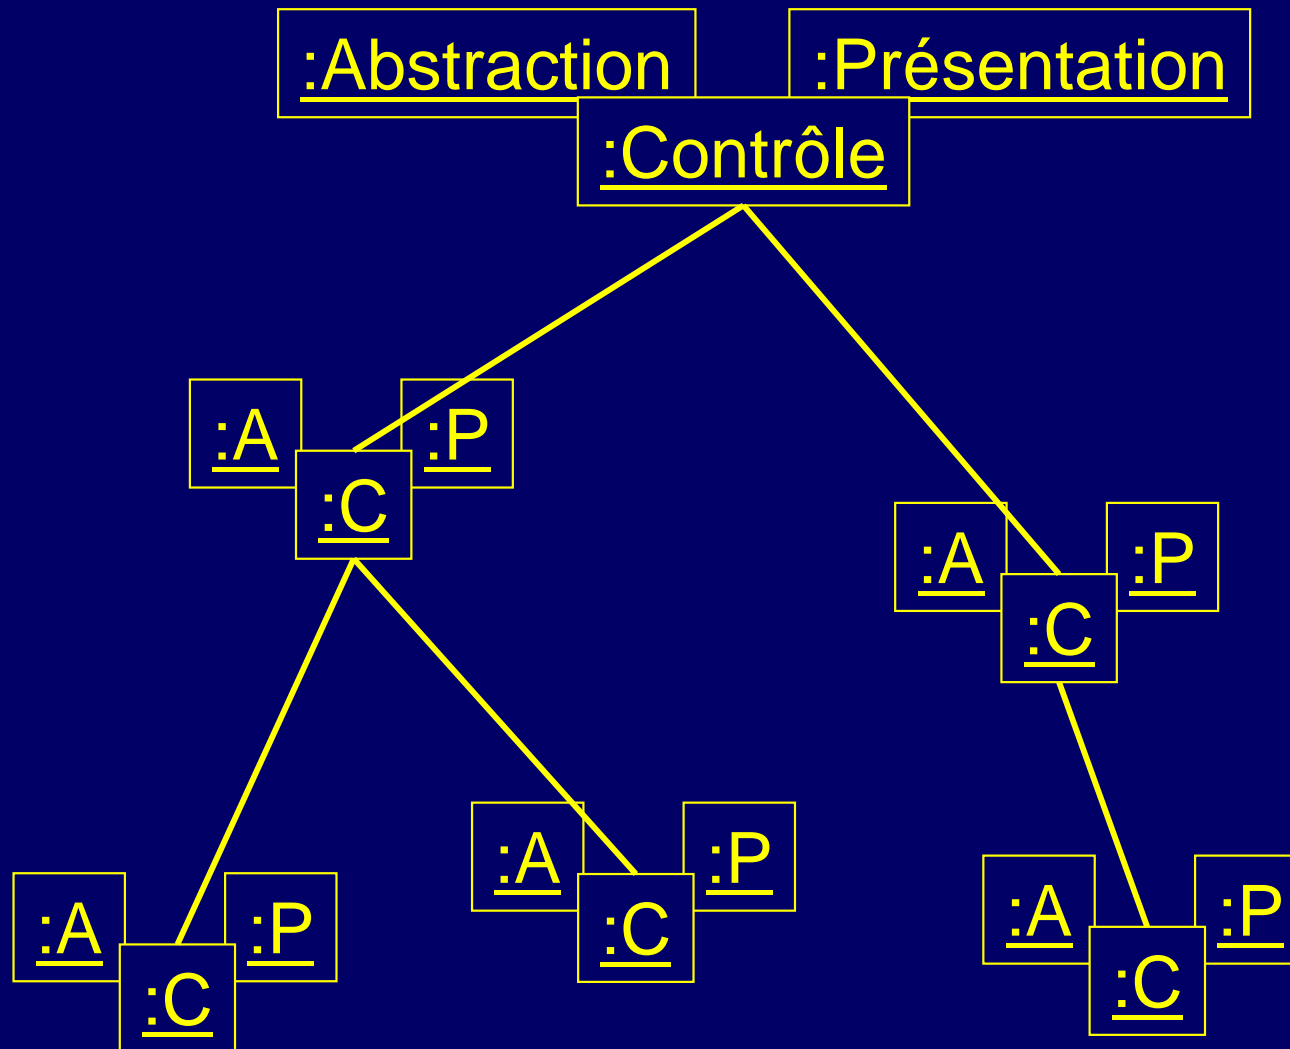 :Abstraction
:Présentation
:Contrôle
:A
:P
:C
:A
:P
:C
:A
:P
:C
:A
:P
:C
:A
:P
:C